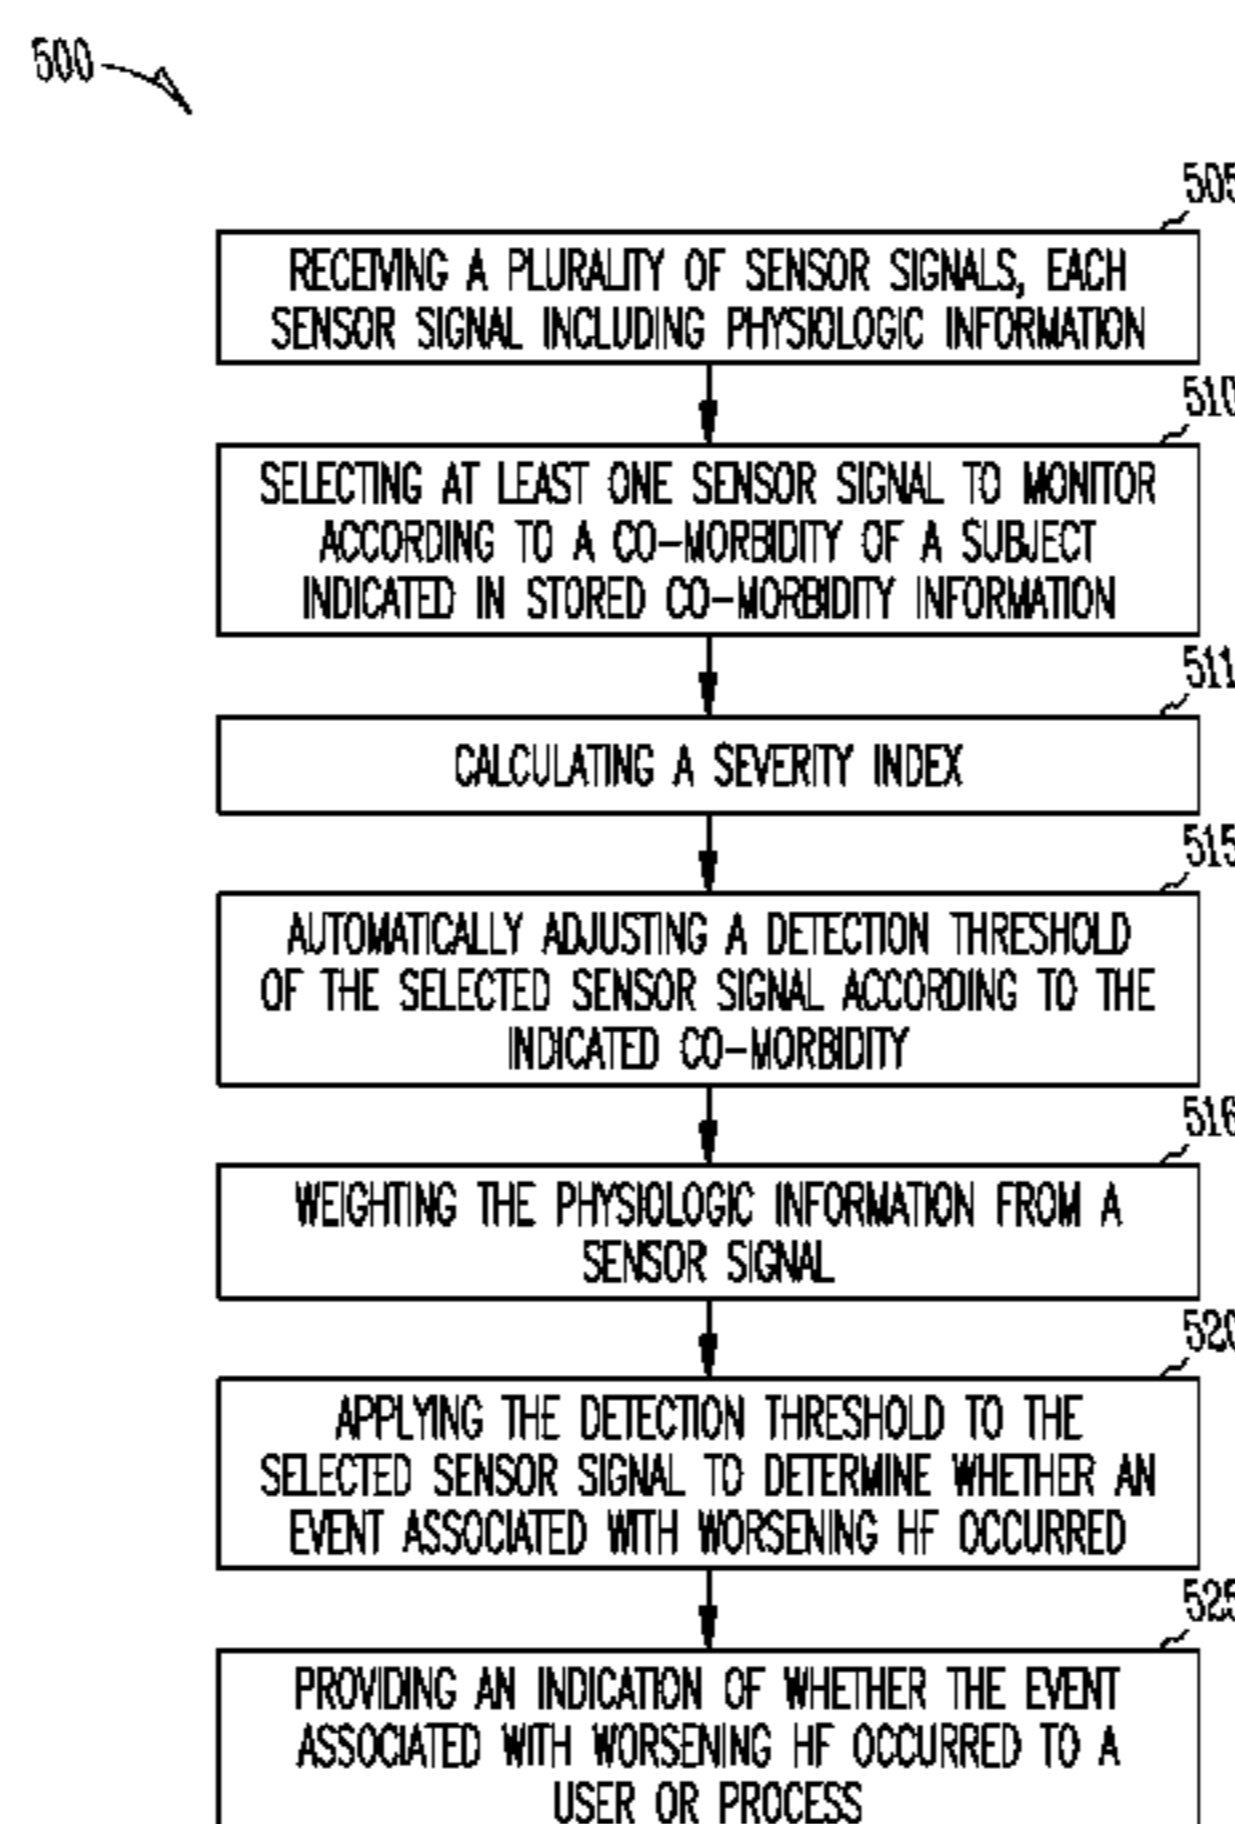 500
505
RECEIVING A PLURALITY OF SENSOR SIGNALS, EACH
SENSOR SIGNAL INCLUDING PHYSIOLOGIC INFORMATION
510
SELECTING AT LEAST ONE SENSOR SIGNAL TO MONITOR
ACCORDING TO A CO-MORBIDITY OF A SUBJECT
INDICATED IN STORED CO-MORBIDITY INFORMATION
511
CALCULATING A SEVERITY INDEX
515
AUTOMATICALLY ADJUSTING A DETECTION THRESHOLD
OF THE SELECTED SENSOR SIGNAL ACCORDING TO THE
INDICATED CO-MORBIDITY
516
WEIGHTING THE PHYSIOLOGIC INFORMATION FROM A
SENSOR SIGNAL
520
APPLYING THE DETECTION THRESHOLD TO THE
SELECTED SENSOR SIGNAL TO DETERMINE WHETHER AN
EVENT ASSOCIATED WITH WORSENING HF OCCURRED
525
PROVIDING AN INDICATION OF WHETHER THE EVENT
ASSOCIATED WITH WORSENING HF OCCURRED TO A
USER OR PROCESS